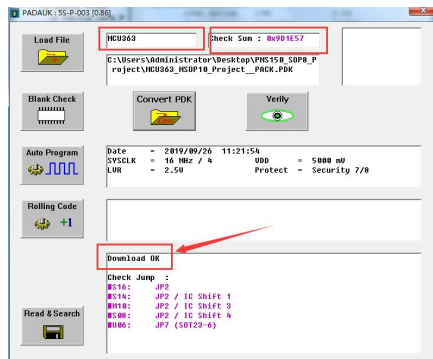 PADAUK : 5S-P-003 [0.86]
Load File
MCU363
Check Sum : 0x9D1E57
C:\Users\Administrator\Desktop\PMS150_SOP8_P
roject\MCU363_MSOP10_Project__PACK.PDK
Blank Check
Convert PDK
Verify
Auto Program
Date - 2019/09/26 11:21:54
SYSCLK = 16 MHz / 4 VDD = 5000 mV
LVR - 2.5V Protect - Security 7/8
Rolling Code
+1
Download OK
Check Jump :
■S16: JP2
■S14: JP2 / IC Shift 1
■M10: JP2 / IC Shift 3
■S08: JP2 / IC Shift 4
■U06: JP7 (SOT23-6)
Read & Search